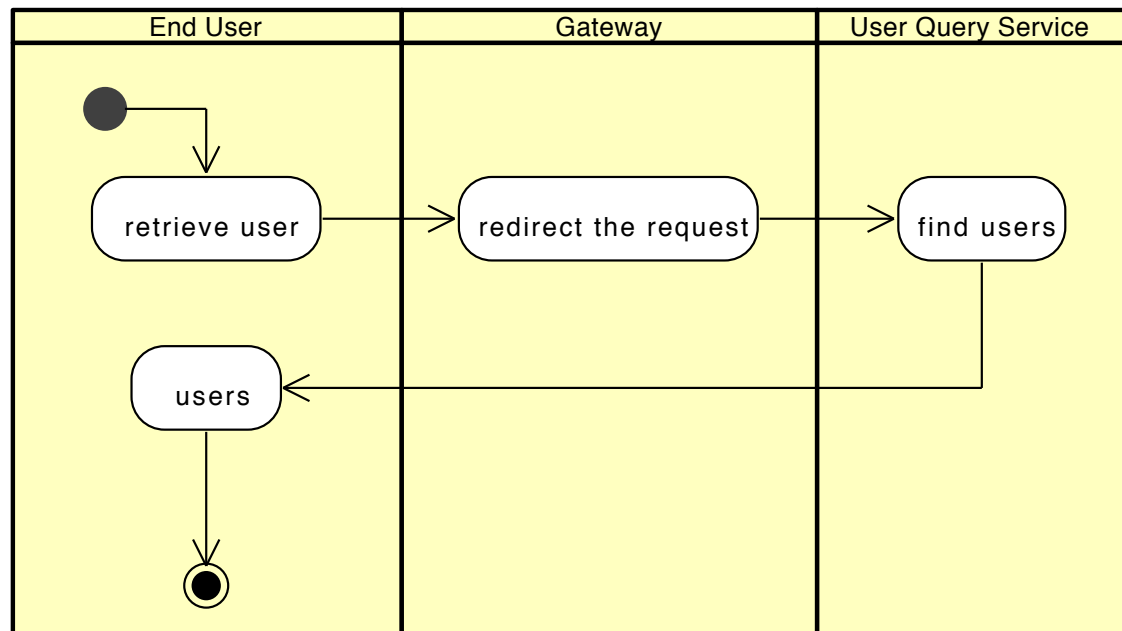 End User
Gateway
User Query Service
retrieve user
redirect the request
find users
users